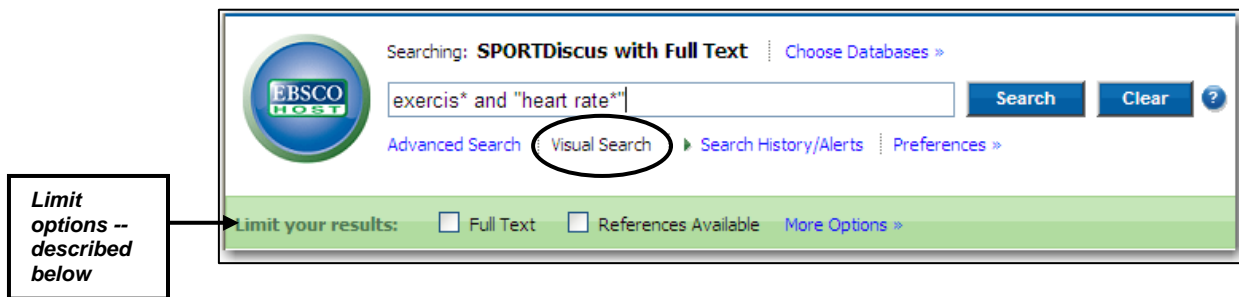 Searching: SPORTDiscus with Full Text Choose Databases »
EBSCO
HOST
exercis* and "heart rate*"
Search Clear ?
Advanced Search Visual Search Search History/Alerts Preferences »
Limit
options --
described
below
Limit your results: Full Text References Available More Options »